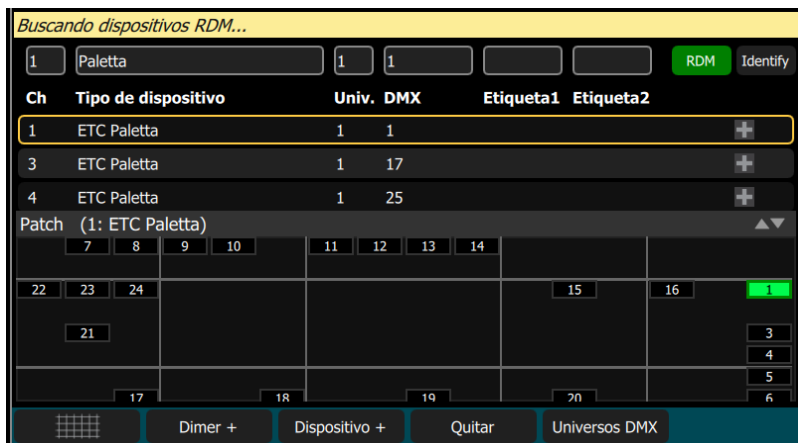 Buscando dispositivos RDM...
1 Paletta 1 1 RDM Identify
Ch Tipo de dispositivo Univ. DMX Etiqueta1 Etiqueta2
1 ETC Paletta 1 1
3 ETC Paletta 1 17
4 ETC Paletta 1 25
Patch (1: ETC Paletta)
7 8 9 10 11 12 13 14
22 23 24 15 16 1
21 3
4
5
17 18 19 20 6
Dimer + Dispositivo + Quitar Universos DMX